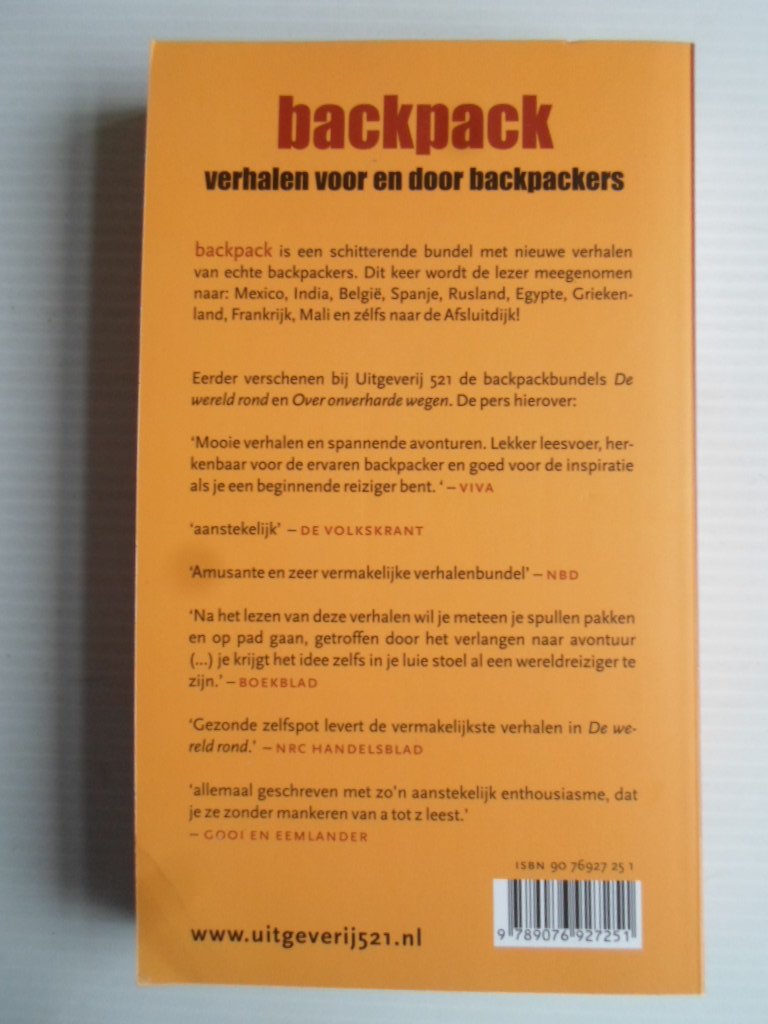 backpack
verhalen voor en door backpackers
backpack is een schitterende bundel met nieuwe verhalen
van echte backpackers. Dit keer wordt de lezer meegenomen
naar: Mexico, India, België, Spanje, Rusland, Egypte, Grieken-
land, Frankrijk, Mali en zélfs naar de Afsluitdijk!
Eerder verschenen bij Uitgeverij 521 de backpackbundels De
wereld rond en Over onverharde wegen. De pers hierover:
‘Mooie verhalen en spannende avonturen. Lekker leesvoer, her-
kenbaar voor de ervaren backpacker en goed voor de inspiratie
als je een beginnende reiziger bent. ‘ – VIVA
‘aanstekelijk’ – DE VOLKSKRANT
‘Amusante en zeer vermakelijke verhalenbundel’ – NBD
‘Na het lezen van deze verhalen wil je meteen je spullen pakken
en op pad gaan, getroffen door het verlangen naar avontuur
(...) je krijgt het idee zelfs in je luie stoel al een wereldreiziger te
zijn.’ – BOEKBLAD
‘Gezonde zelfspot levert de vermakelijkste verhalen in De we-
reld rond.’ – NRC HANDELSBLAD
‘allemaal geschreven met zo’n aanstekelijk enthousiasme, dat
je ze zonder mankeren van a tot z leest.’
– GOOI EN EEMLANDER
ISBN 90 76927 25 1
www.uitgeverij521.nl
9 789076 927251